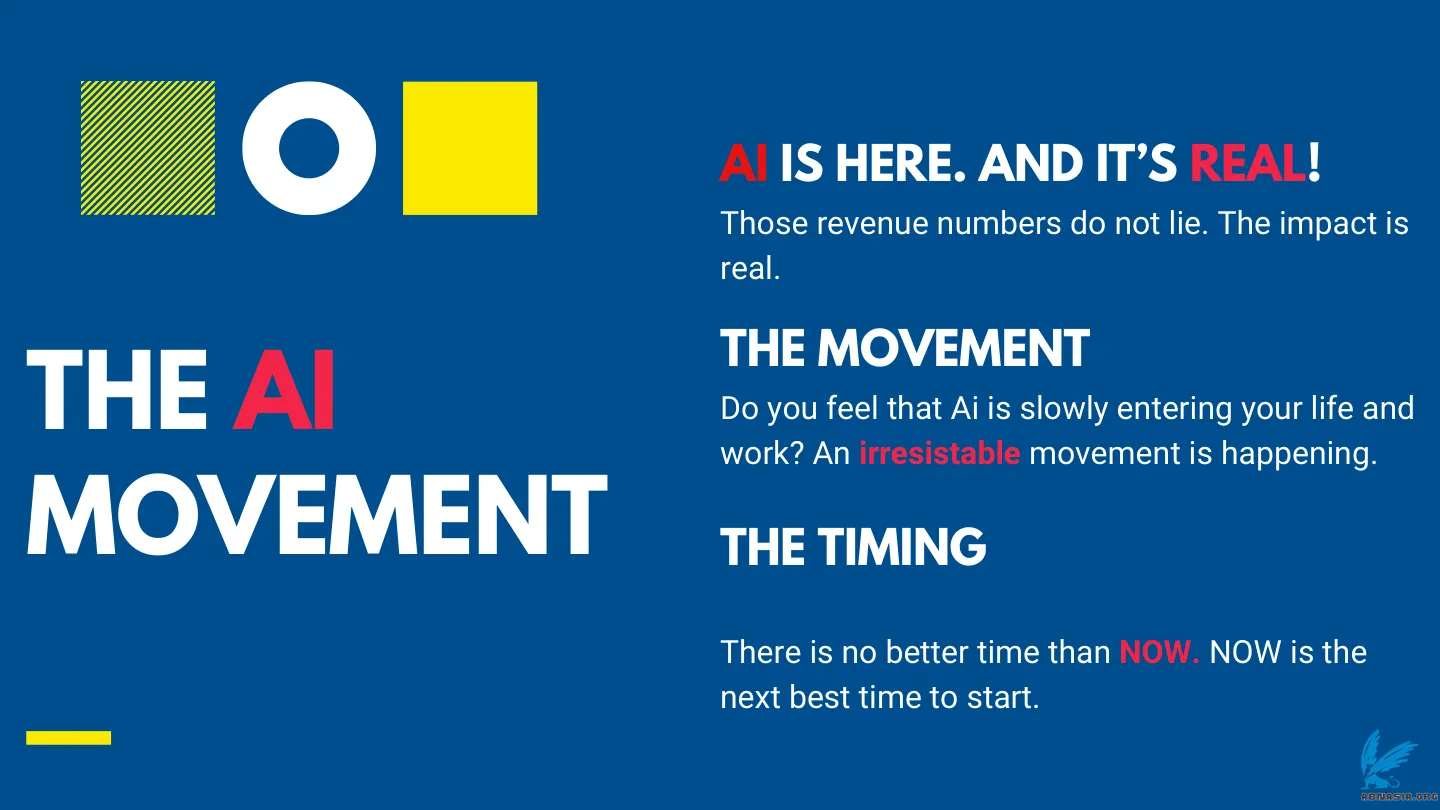 THE AI
MOVEMENT
AI IS HERE. AND IT’S REAL!
Those revenue numbers do not lie. The impact is
real.
THE MOVEMENT
Do you feel that Ai is slowly entering your life and
work? An irresistable movement is happening.
THE TIMING
There is no better time than NOW. NOW is the
next best time to start.